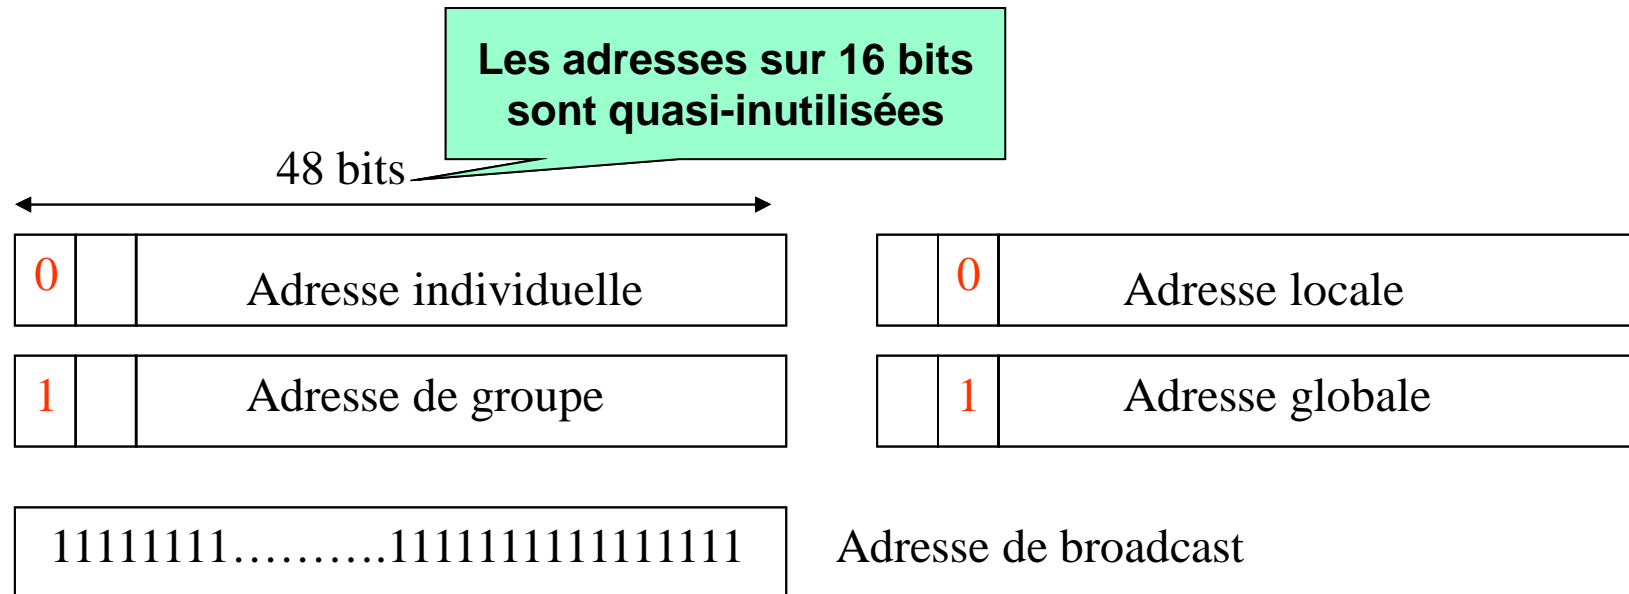 Les adresses sur 16 bits
sont quasi-inutilisées
48 bits
0 Adresse individuelle
0 Adresse locale
1 Adresse de groupe
1 Adresse globale
11111111……….1111111111111111 Adresse de broadcast